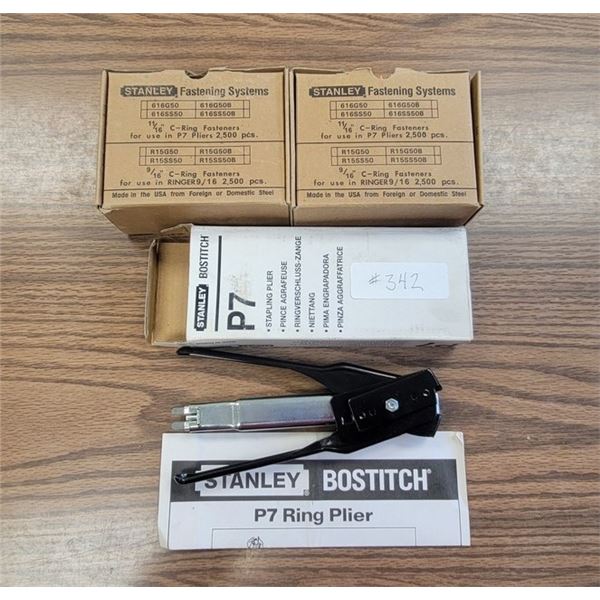 STANLEY Fastening Systems
616G50 616G50B
616SS50 616SS50B
11/16" C-Ring Fasteners
for use in P7 Pliers 2,500 pcs.
R15G50 R15G50B
R15SS50 R15SS50B
9/16" C-Ring Fasteners
for use in RINGER9/16 2,500 pcs.
Made in the USA from Foreign or Domestic Steel
STANLEY Fastening Systems
616G50 616G50B
616SS50 616SS50B
11/16" C-Ring Fasteners
for use in P7 Pliers 2,500 pcs.
R15G50 R15G50B
R15SS50 R15SS50B
9/16" C-Ring Fasteners
for use in RINGER9/16 2,500 pcs.
Made in the USA from Foreign or Domestic Steel
STANLEY BOSTITCH®
P7
• STAPLING PLIER
• PINCE AGRAFEUSE
• RINGVERSCHLUSS-ZANGE
• NIETTANG
• PIMA ENGRAPADORA
• PINZA AGGRAFFATRICE
#342
STANLEY® BOSTITCH®
P7 Ring Plier